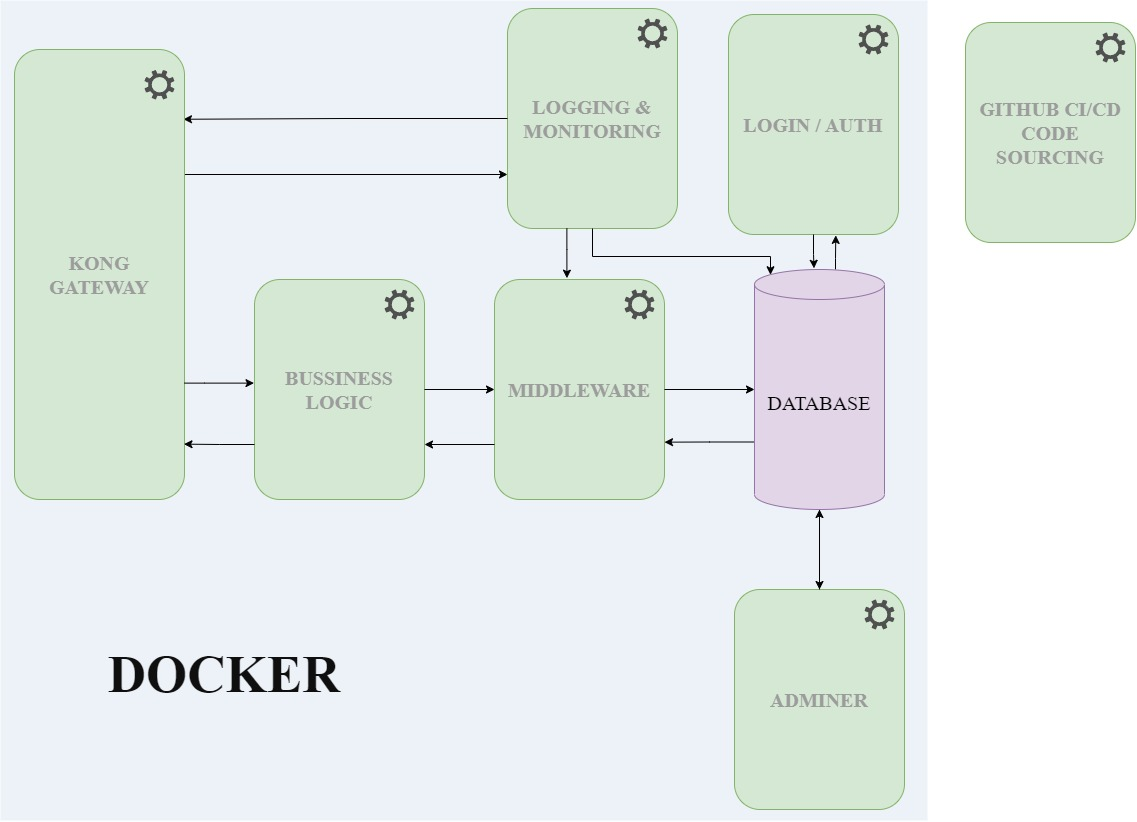 LOGGING &
MONITORING
LOGIN / AUTH
GITHUB CI/CD
CODE
SOURCING
KONG
GATEWAY
BUSSINESS
LOGIC
MIDDLEWARE
DATABASE
DOCKER
ADMINER